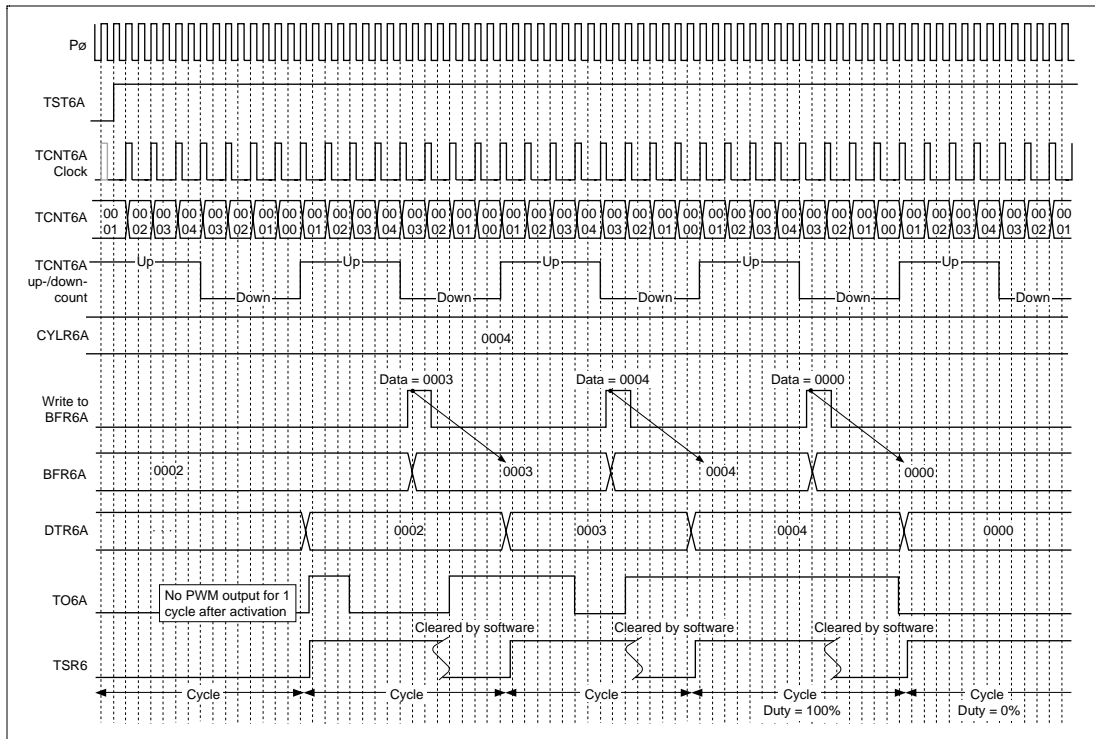 Pø
TST6A
TCNT6A
Clock
TCNT6A
00 00 00 00 00 00 00 00 00 00 00 00 00 00 00 00 00 00 00 00 00 00 00 00 00 00 00 00 00 00 00 00 00 00 00 00 00 00 00
01 02 03 04 03 02 01 00 01 02 03 04 03 02 01 00 01 02 03 04 03 02 01 00 01 02 03 04 03 02 01 00 01 02 03 04 03 02 01
TCNT6A
up-/down-
count
Up Up Up Up Up
Down Down Down Down Down
CYLR6A
0004
Data = 0003 Data = 0004 Data = 0000
Write to
BFR6A
BFR6A
0002 0003 0004 0000
DTR6A
0002 0003 0004 0000
TO6A
No PWM output for 1
cycle after activation
Cleared by software Cleared by software Cleared by software
TSR6
Cycle Cycle Cycle Cycle Cycle
Duty = 100% Duty = 0%